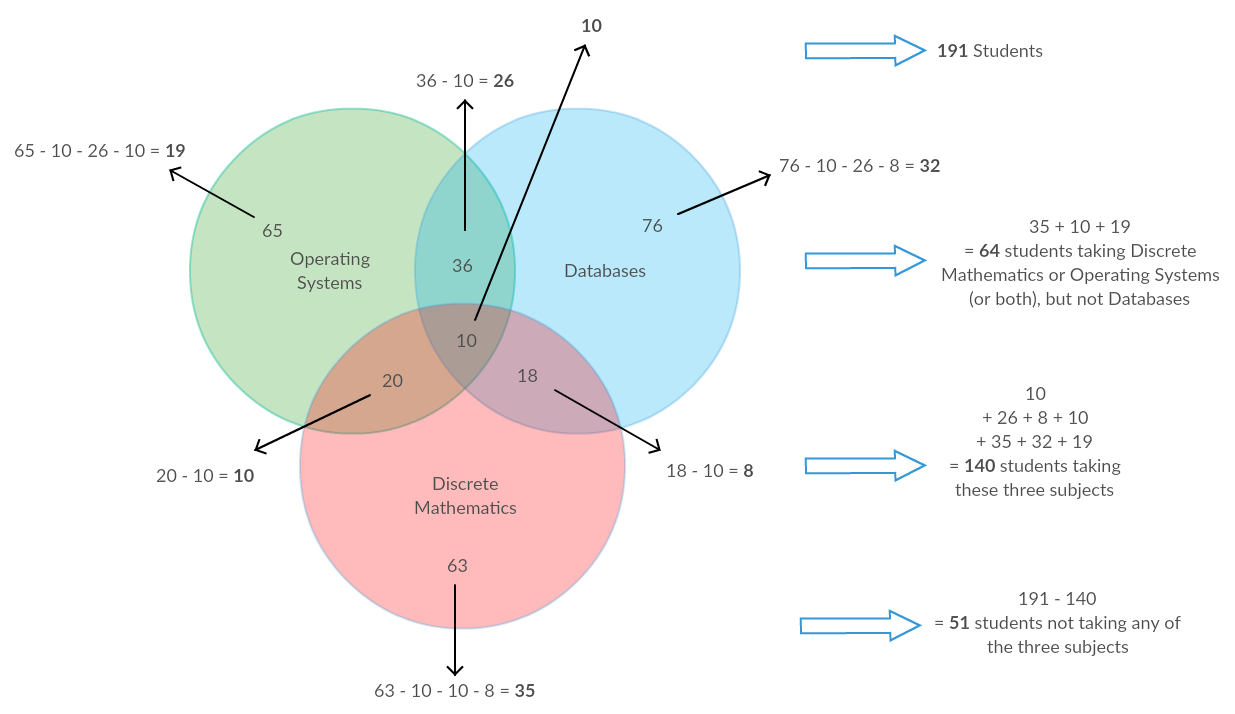 10
191 Students
36 - 10 = 26
65 - 10 - 26 - 10 = 19
76 - 10 - 26 - 8 = 32
65
76
Operating
Systems
36
Databases
35 + 10 + 19
= 64 students taking Discrete
Mathematics or Operating Systems
(or both), but not Databases
10
20
18
10
+ 26 + 8 + 10
+ 35 + 32 + 19
= 140 students taking
these three subjects
20 - 10 = 10
18 - 10 = 8
Discrete
Mathematics
63
191 - 140
= 51 students not taking any of
the three subjects
63 - 10 - 10 - 8 = 35